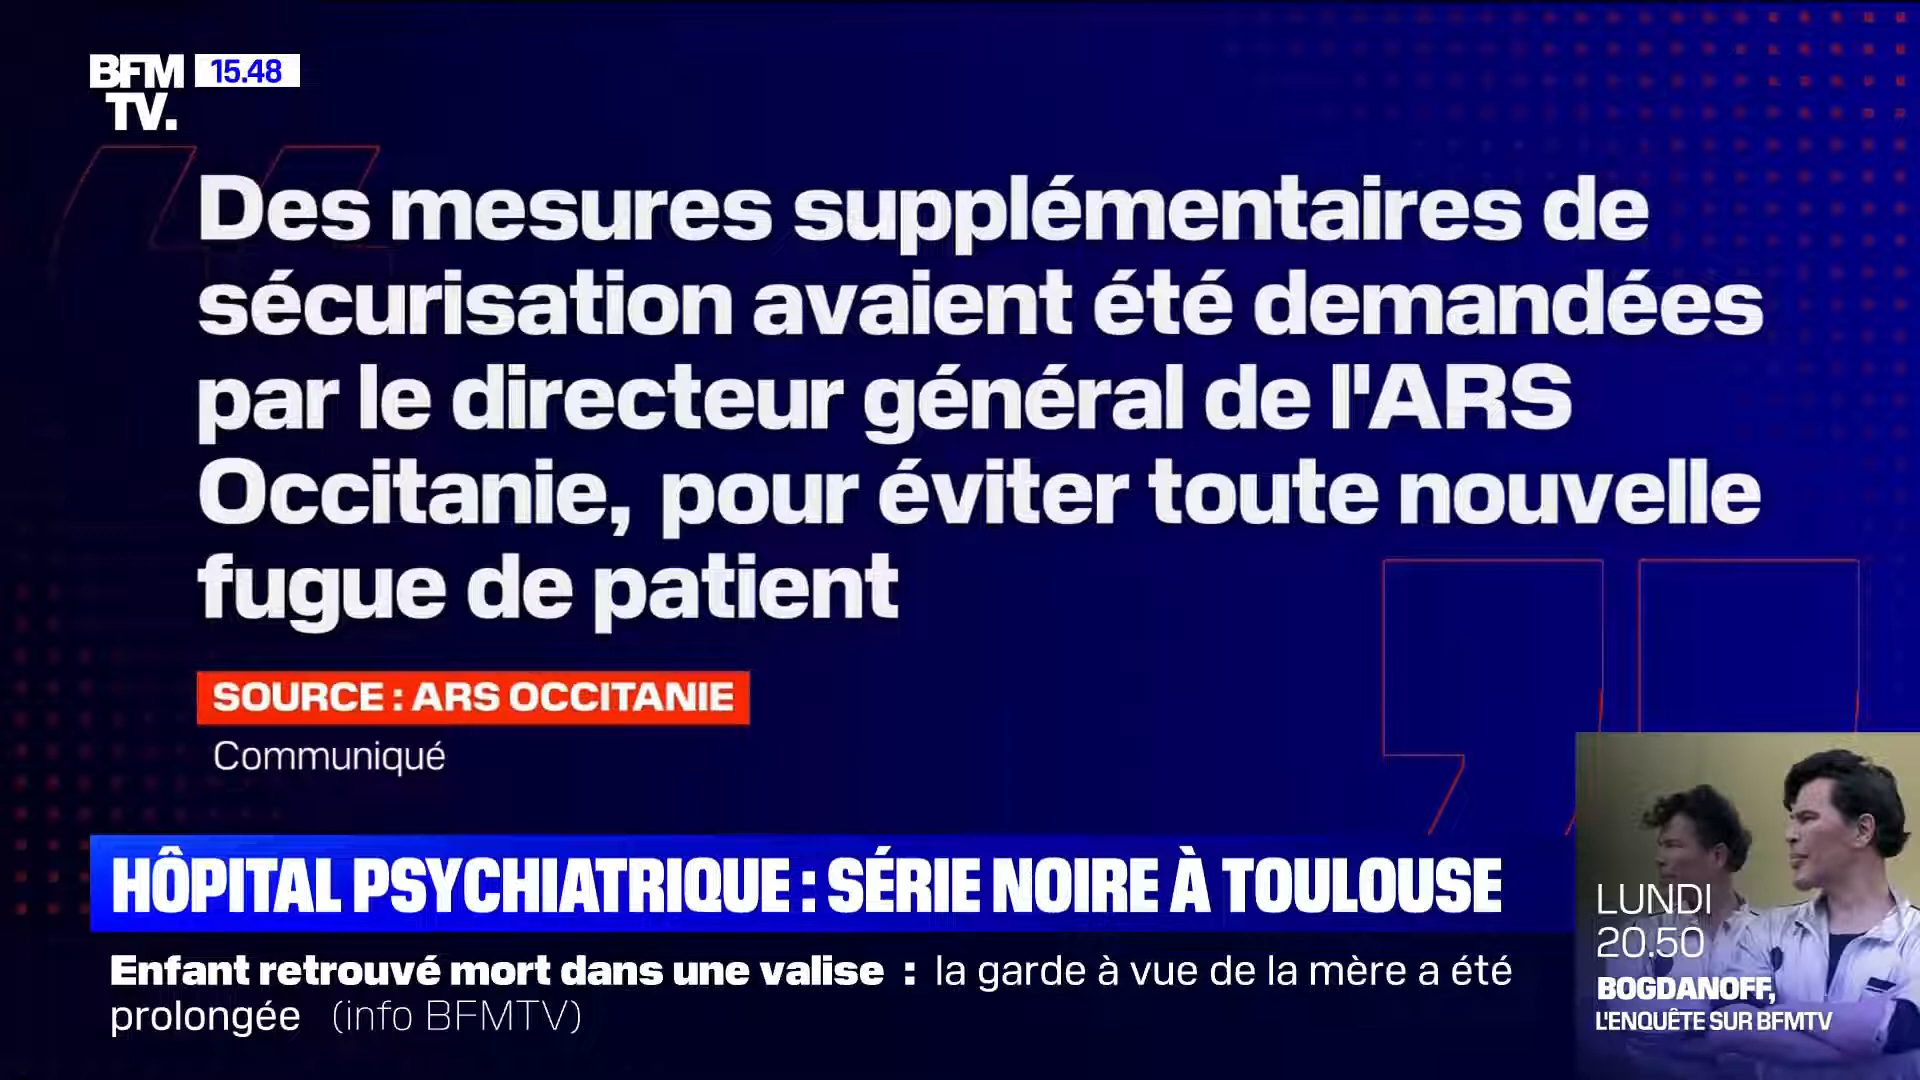 BFM
TV.
15.48
Des mesures supplémentaires de
sécurisation avaient été demandées
par le directeur général de l'ARS
Occitanie, pour éviter toute nouvelle
fugue de patient
SOURCE : ARS OCCITANIE
Communiqué
HÔPITAL PSYCHIATRIQUE : SÉRIE NOIRE À TOULOUSE
Enfant retrouvé mort dans une valise : la garde à vue de la mère a été
prolongée (info BFMTV)
LUNDI
20.50
BOGDANOFF,
L'ENQUÊTE SUR BFMTV